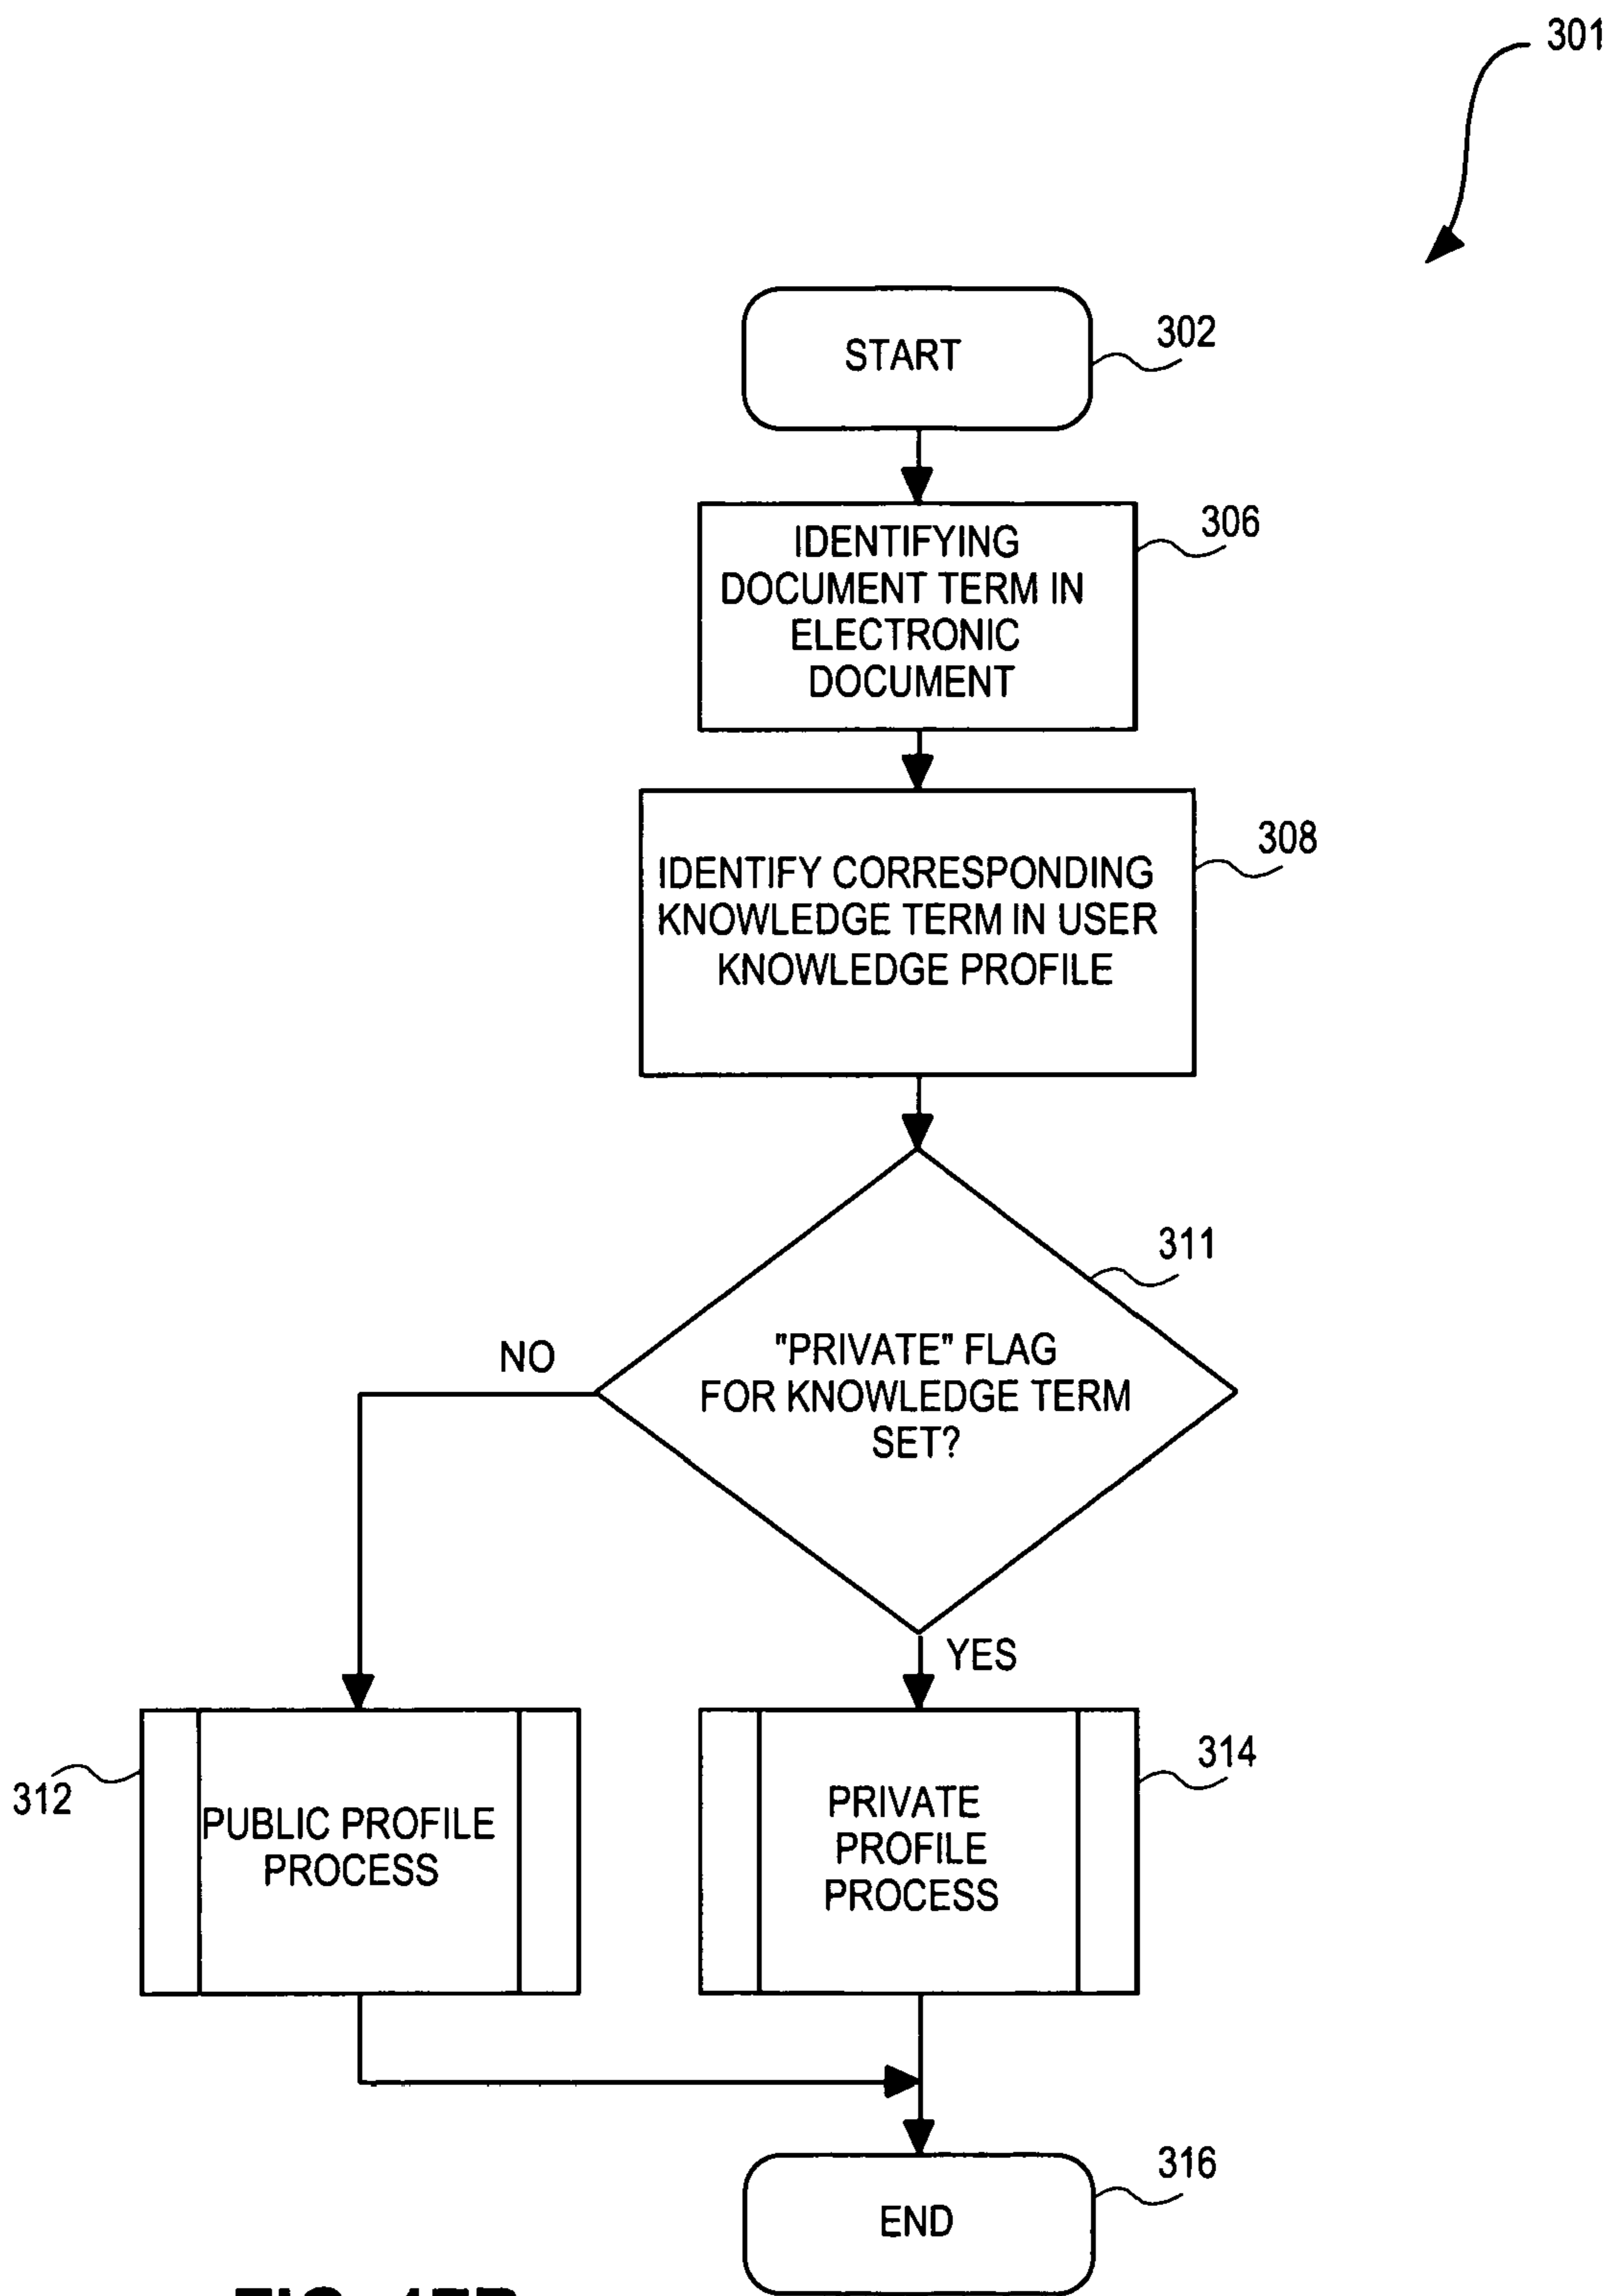 301
START
302
IDENTIFYING
DOCUMENT TERM IN
ELECTRONIC
DOCUMENT
306
IDENTIFY CORRESPONDING
KNOWLEDGE TERM IN USER
KNOWLEDGE PROFILE
308
311
"PRIVATE" FLAG
FOR KNOWLEDGE TERM
SET?
NO
YES
312
PUBLIC PROFILE
PROCESS
PRIVATE
PROFILE
PROCESS
314
END
316